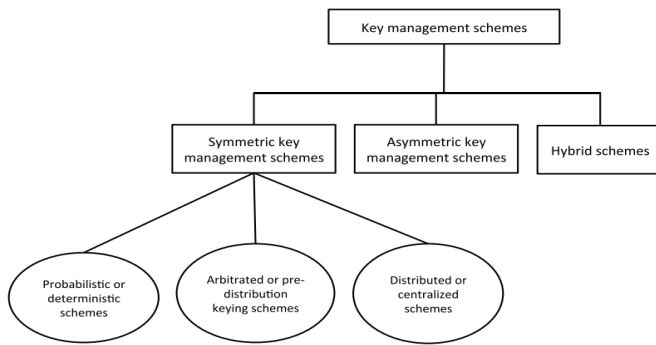 Key management schemes
Symmetric key
management schemes
Asymmetric key
management schemes
Hybrid schemes
Probabilistic or
deterministic
schemes
Arbitrated or pre-
distribution
keying schemes
Distributed or
centralized
schemes